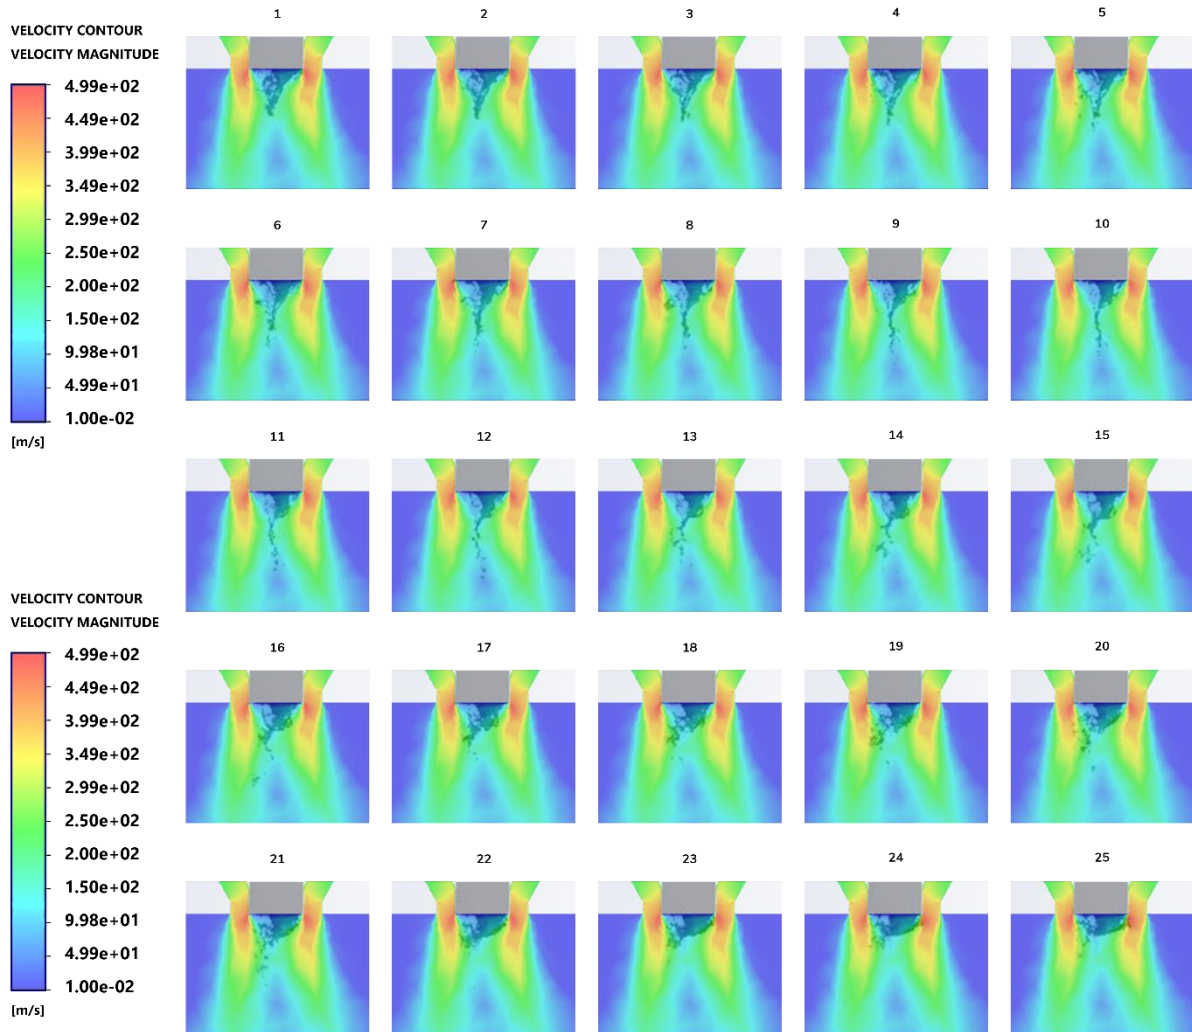 VELOCITY CONTOUR
VELOCITY MAGNITUDE
4.99e+02
4.49e+02
3.99e+02
3.49e+02
2.99e+02
2.50e+02
2.00e+02
1.50e+02
9.98e+01
4.99e+01
1.00e-02
[m/s]
1 2 3 4 5
6 7 8 9 10
11 12 13 14 15
VELOCITY CONTOUR
VELOCITY MAGNITUDE
4.99e+02
4.49e+02
3.99e+02
3.49e+02
2.99e+02
2.50e+02
2.00e+02
1.50e+02
9.98e+01
4.99e+01
1.00e-02
[m/s]
16 17 18 19 20
21 22 23 24 25